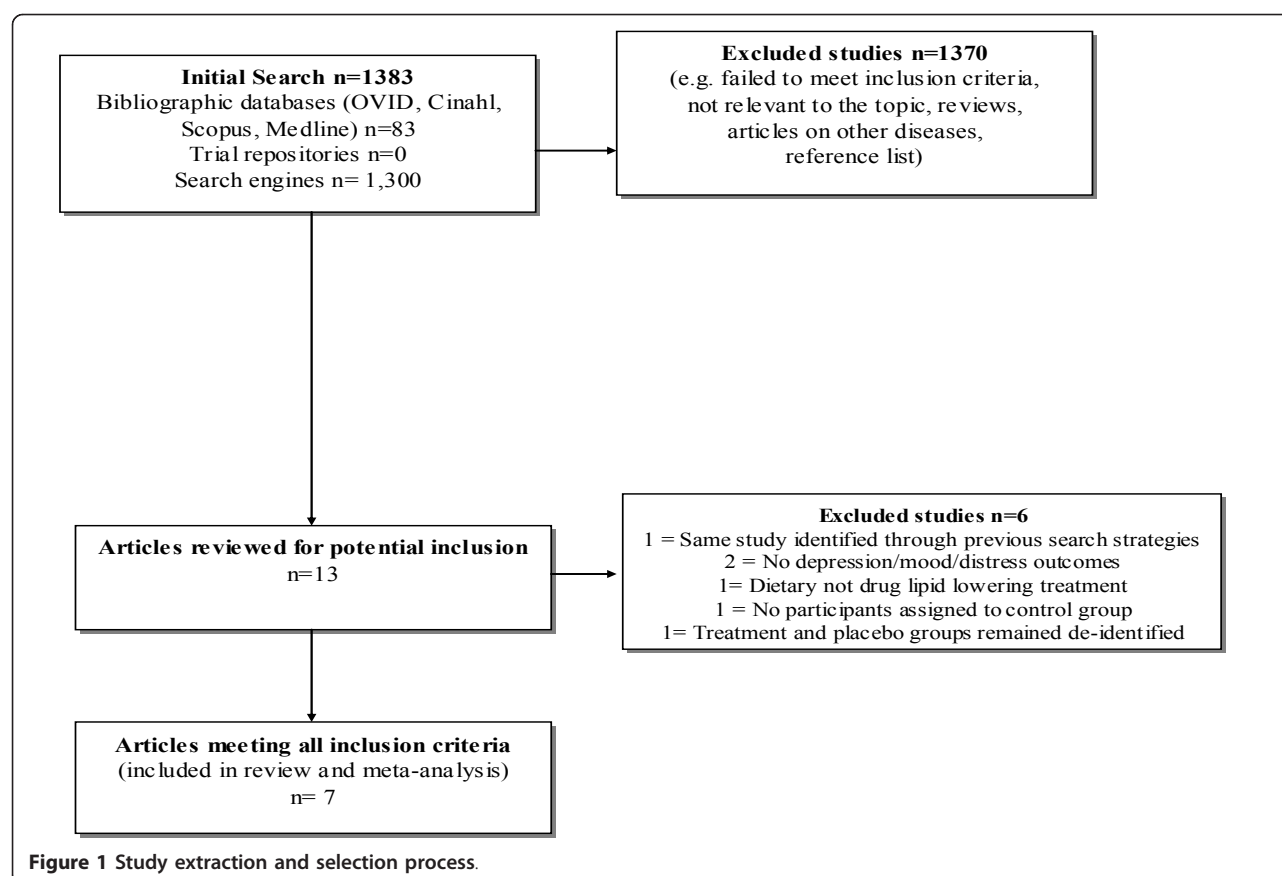 Initial Search n=1383
Bibliographic databases (OVID, Cinahl,
Scopus, Medline) n=83
Trial repositories n=0
Search engines n= 1,300
Excluded studies n=1370
(e.g. failed to meet inclusion criteria,
not relevant to the topic, reviews,
articles on other diseases,
reference list)
Articles reviewed for potential inclusion
n=13
Excluded studies n=6
1 = Same study identified through previous search strategies
2 = No depression/mood/distress outcomes
1= Dietary not drug lipid lowering treatment
1 = No participants assigned to control group
1= Treatment and placebo groups remained de-identified
Articles meeting all inclusion criteria
(included in review and meta-analysis)
n= 7
Figure 1 Study extraction and selection process.